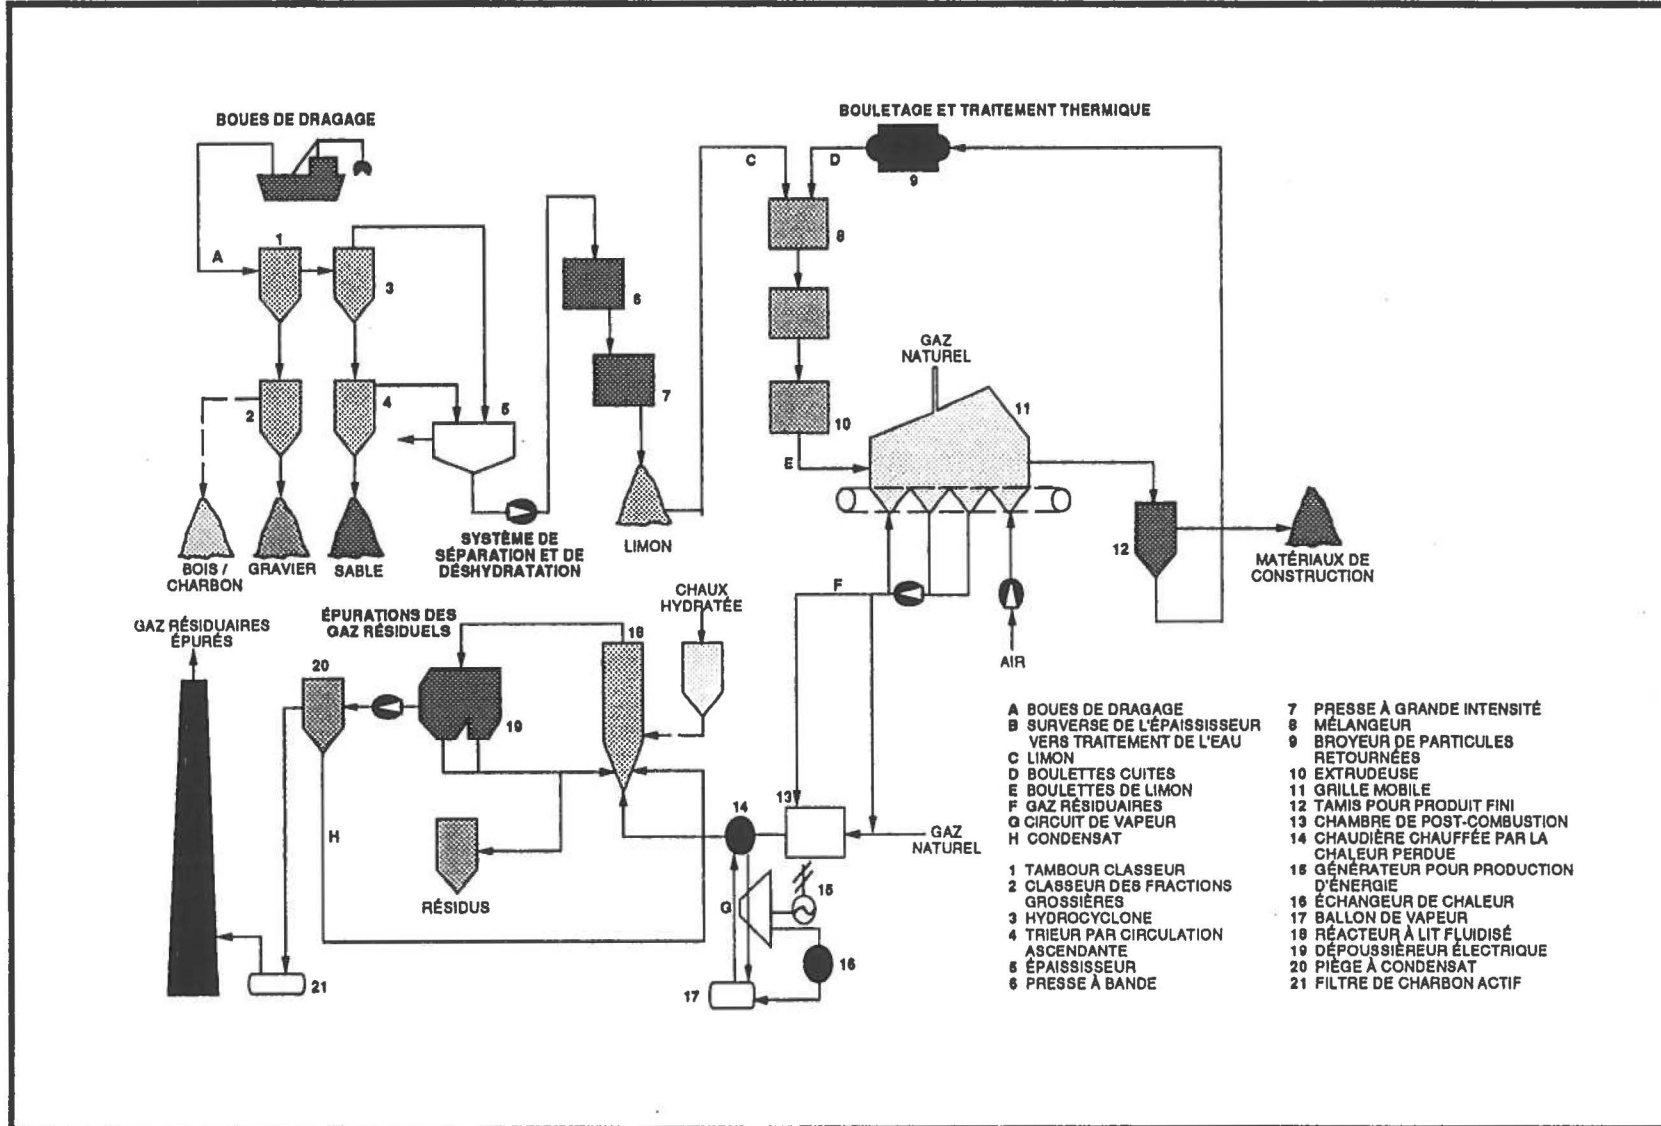 BOUES DE DRAGAGE
BOULETAGE ET TRAITEMENT THERMIQUE
A
1
3
2
4
5
6
7
C
D
9
8
10
E
GAZ
NATUREL
11
12
BOIS /
CHARBON
GRAVIER
SABLE
SYSTÈME DE
SÉPARATION ET DE
DÉSHYDRATATION
LIMON
MATÉRIAUX DE
CONSTRUCTION
F
AIR
GAZ RÉSIDUAIRES
ÉPURÉS
ÉPURATIONS DES
GAZ RÉSIDUELS
CHAUX
HYDRATÉE
18
20
19
H
RÉSIDUS
21
14
13
GAZ
NATUREL
G
15
16
17
A BOUES DE DRAGAGE
B SURVERSE DE L'ÉPAISSISSEUR
VERS TRAITEMENT DE L'EAU
C LIMON
D BOULETTES CUITES
E BOULETTES DE LIMON
F GAZ RÉSIDUAIRES
G CIRCUIT DE VAPEUR
H CONDENSAT
1 TAMBOUR CLASSEUR
2 CLASSEUR DES FRACTIONS
GROSSIÈRES
3 HYDROCYCLONE
4 TRIEUR PAR CIRCULATION
ASCENDANTE
5 ÉPAISSISEUR
6 PRESSE À BANDE
7 PRESSE À GRANDE INTENSITÉ
8 MÉLANGEUR
9 BROYEUR DE PARTICULES
RETOURNÉES
10 EXTRUDEUSE
11 GRILLE MOBILE
12 TAMIS POUR PRODUIT FINI
13 CHAMBRE DE POST-COMBUSTION
14 CHAUDIÈRE CHAUFFÉE PAR LA
CHALEUR PERDUE
15 GÉNÉRATEUR POUR PRODUCTION
D'ÉNERGIE
16 ÉCHANGEUR DE CHALEUR
17 BALLON DE VAPEUR
18 RÉACTEUR À LIT FLUIDISÉ
19 DÉPOUSSIÉREUR ÉLECTRIQUE
20 PIÈGE À CONDENSAT
21 FILTRE DE CHARBON ACTIF